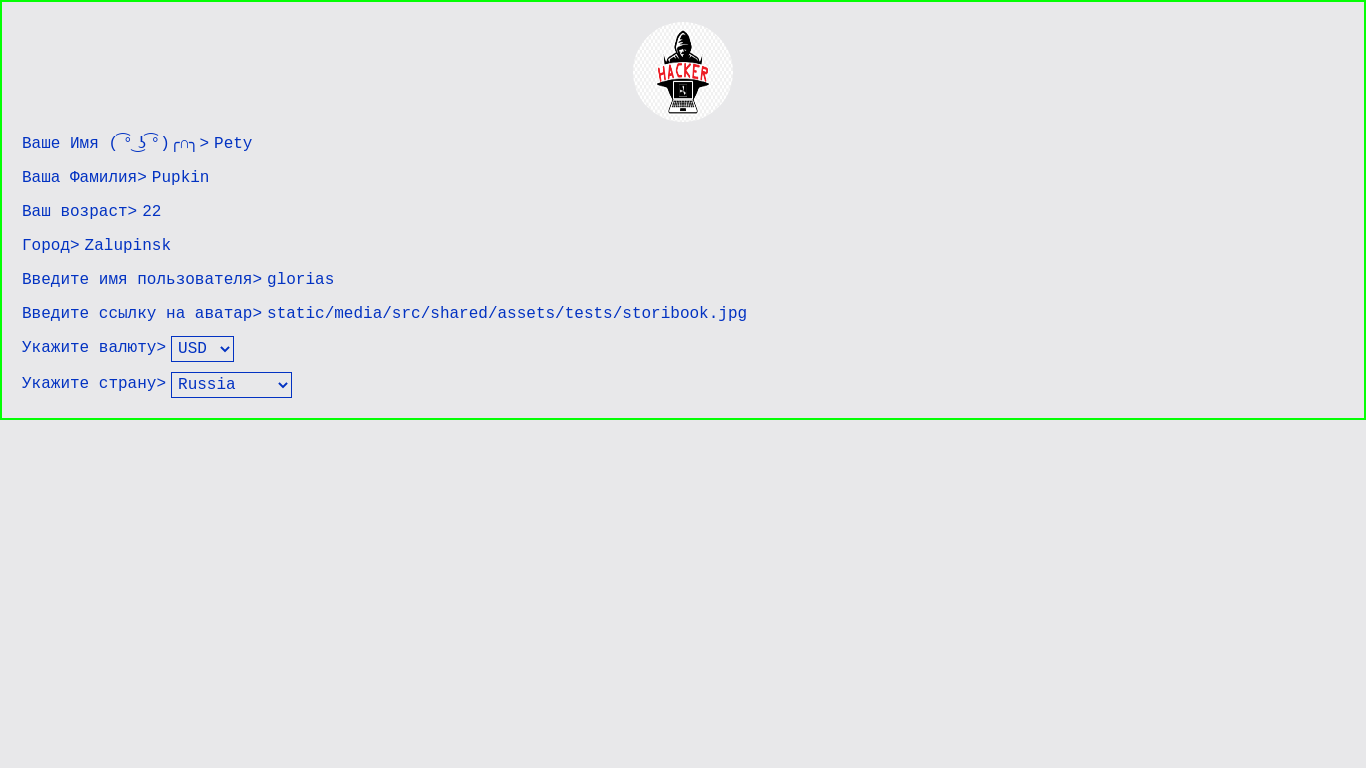 HACKER
Ваше Имя ( ͡° ͜ʖ ͡°)╭∩╮> Pety
Ваша Фамилия> Pupkin
Ваш возраст> 22
Город> Zalupinsk
Введите имя пользователя> glorias
Введите ссылку на аватар> static/media/src/shared/assets/tests/storibook.jpg
Укажите валюту> USD
Укажите страну> Russia